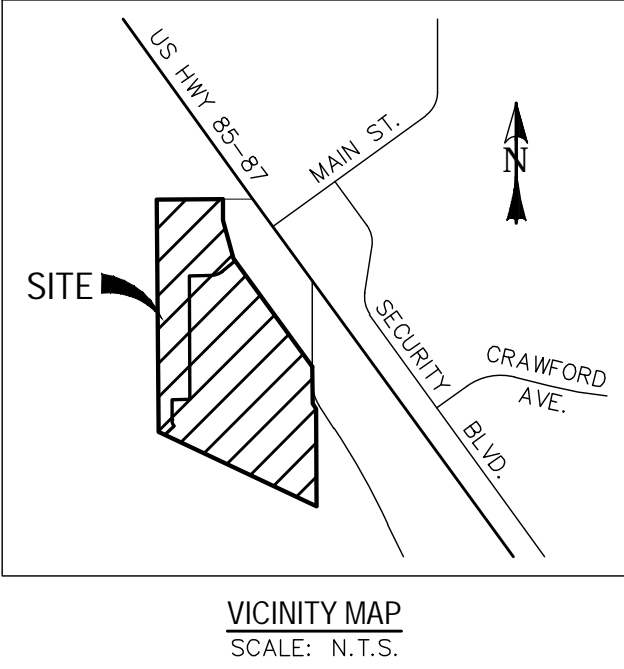 US HWY 85-87
MAIN ST.
N
SITE
SECURITY
BLVD.
CRAWFORD
AVE.
VICINITY MAP
SCALE: N.T.S.